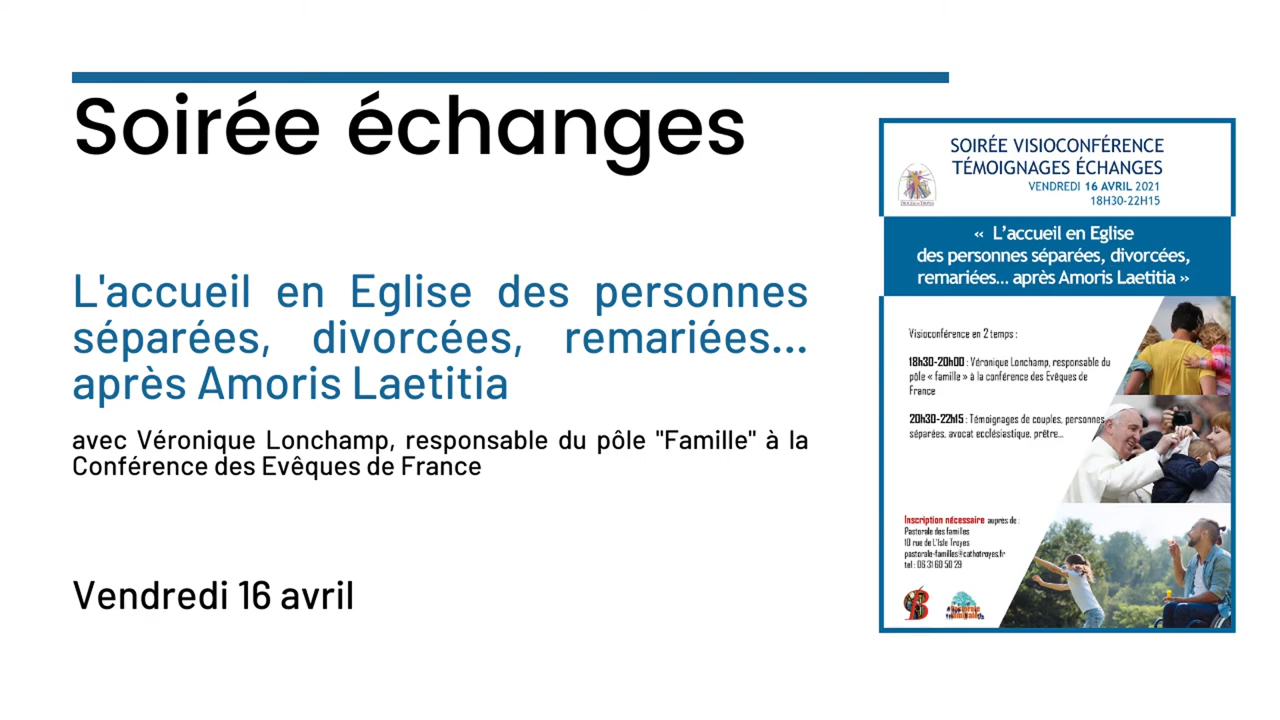 Soirée échanges
L'accueil en Eglise des personnes
séparées, divorcées, remariées...
après Amoris Laetitia
avec Véronique Lonchamp, responsable du pôle "Famille" à la
Conférence des Evêques de France
Vendredi 16 avril
SOIRÉE VISIOCONFÉRENCE
TÉMOIGNAGES ÉCHANGES
VENDREDI 16 AVRIL 2021
18H30-22H15
« L'accueil en Eglise
des personnes séparées, divorcées,
remariées... après Amoris Laetitia »
Visioconférence en 2 temps :
18h30-20h00 : Véronique Lonchamp, responsable du
pôle « famille » à la conférence des Evêques de
France
20h30-22h15 : Témoignages de couples, personnes
séparées, avocat ecclésiastique, prêtre...
Inscription nécessaire auprès de :
Pastorale des familles
10 rue de L'Isle Troyes
pastorale-familles@cathotroyes.fr
tel : 06 31 60 50 29